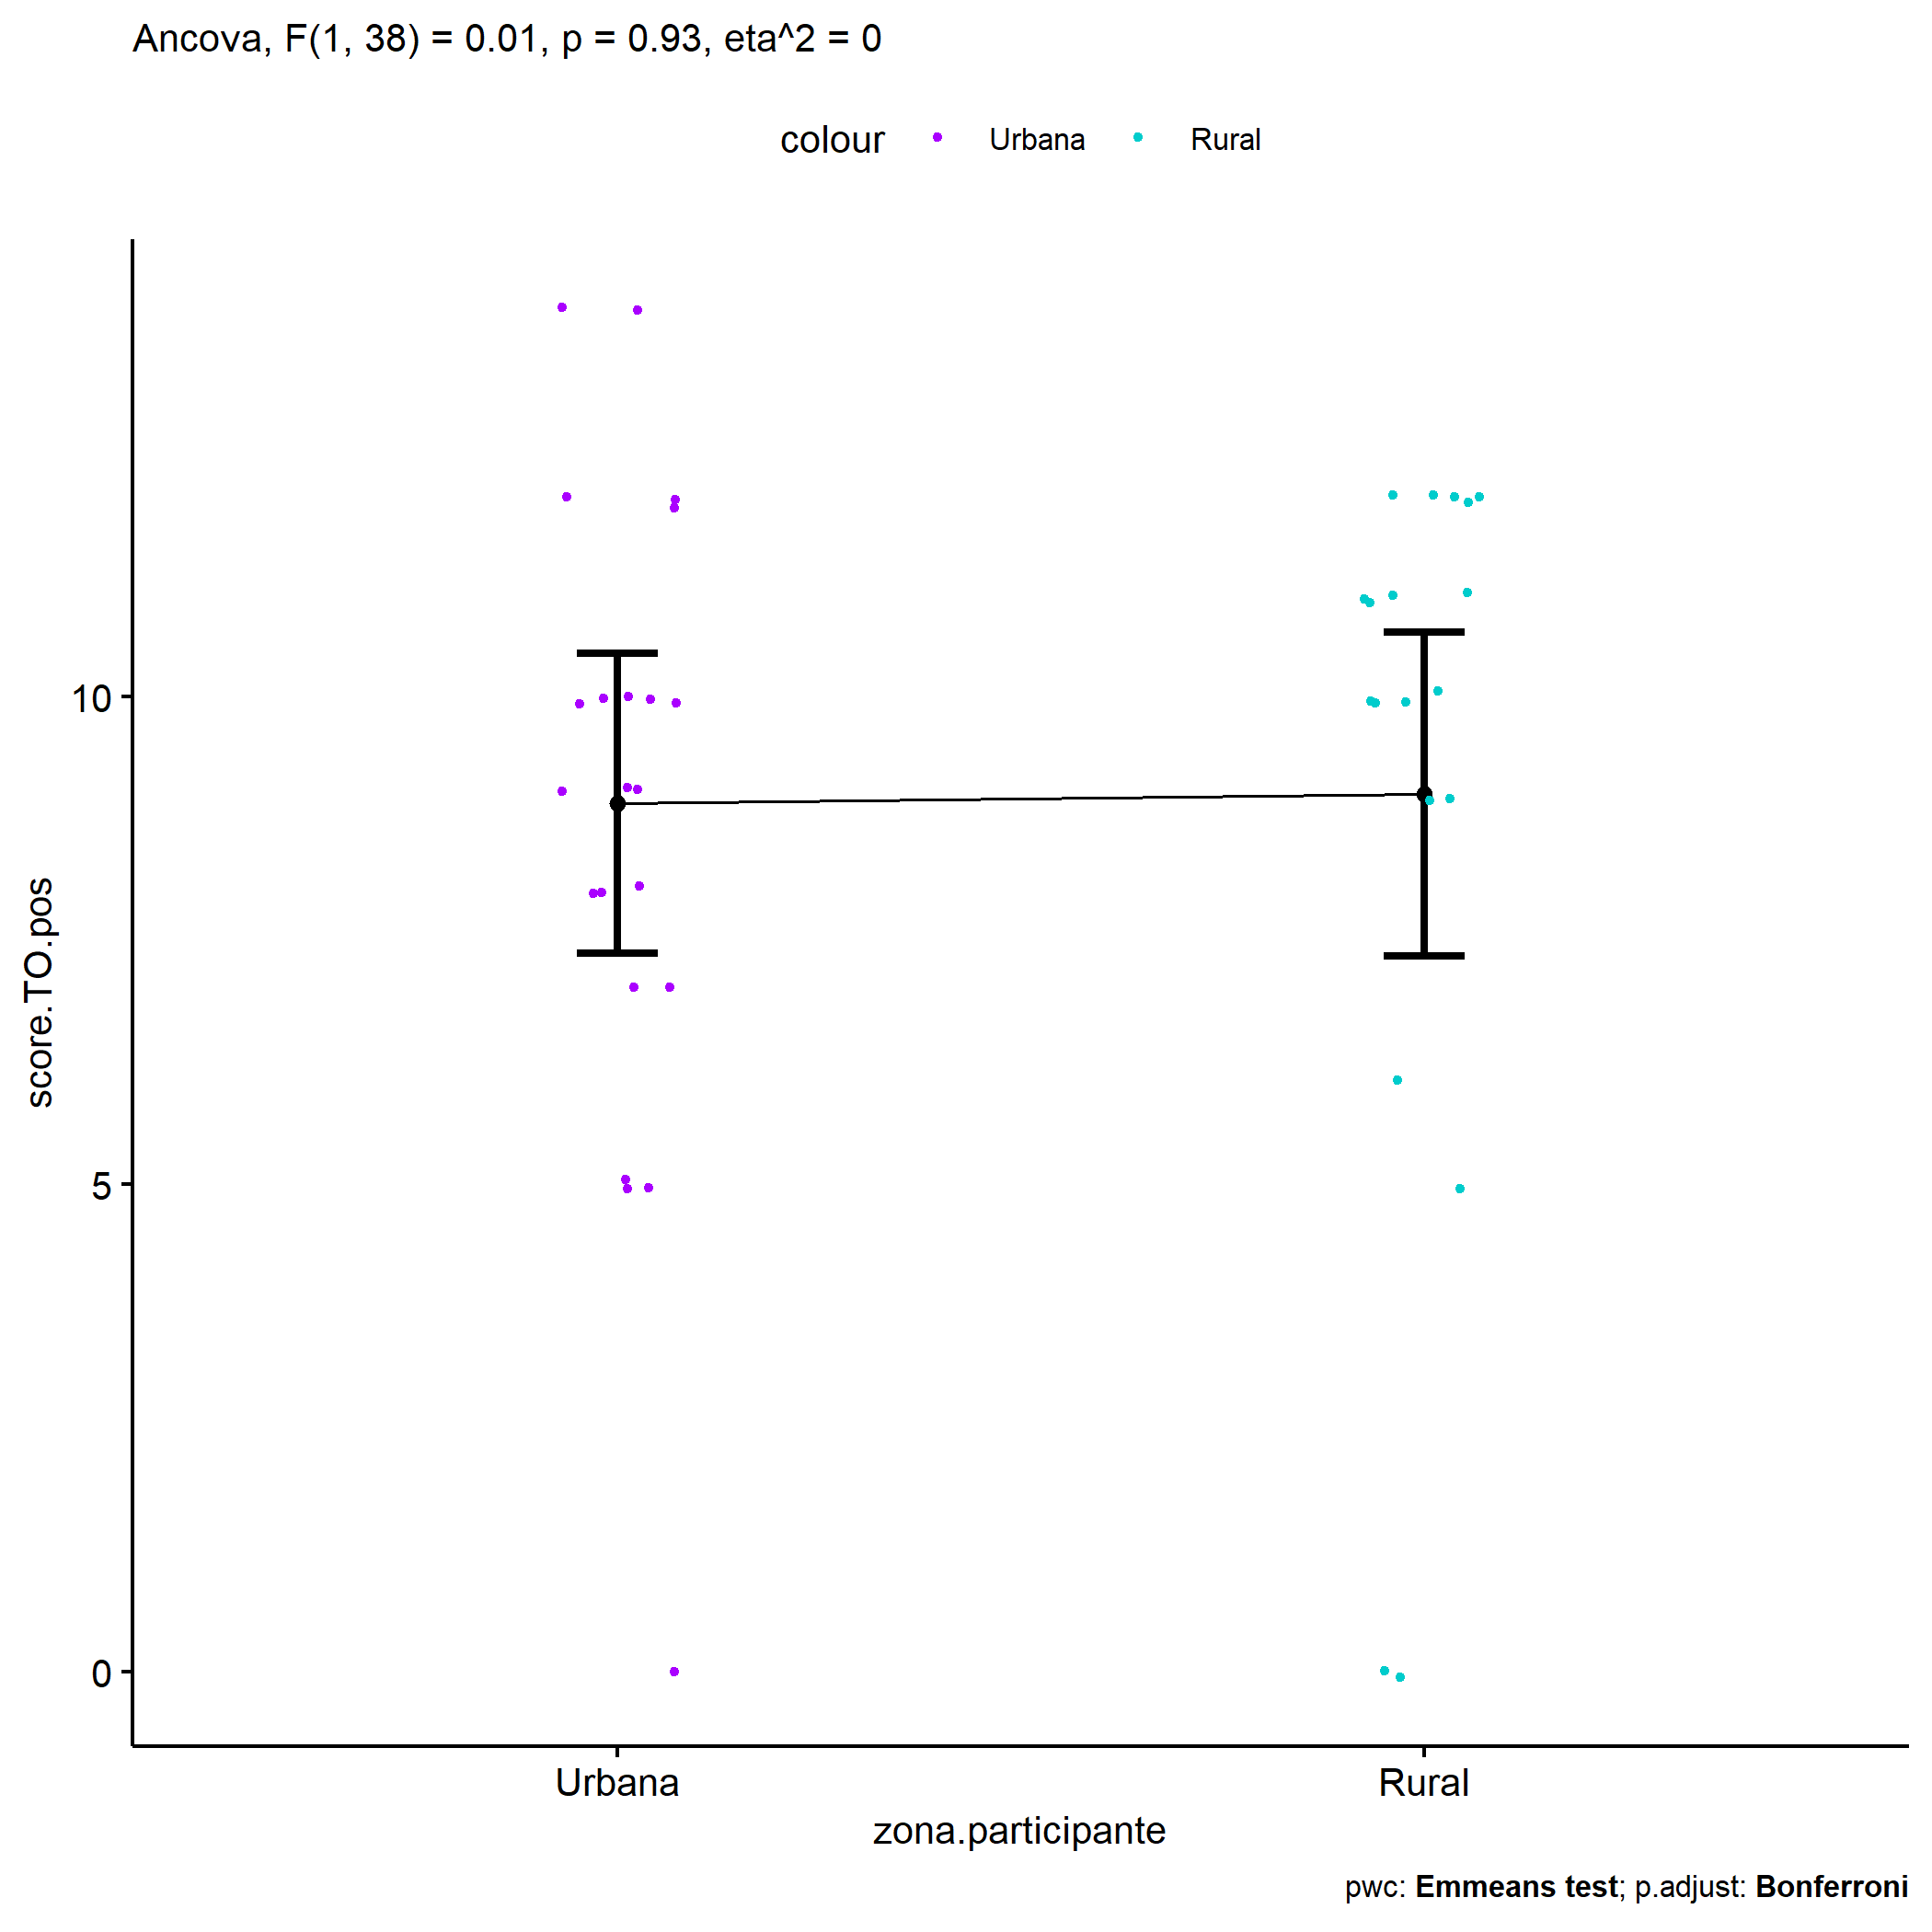 Ancova, F(1, 38) = 0.01, p = 0.93, eta^2 = 0
colour Urbana Rural
score.TO.pos
10
5
0
Urbana Rural
zona.participante
pwc: Emmeans test; p.adjust: Bonferroni